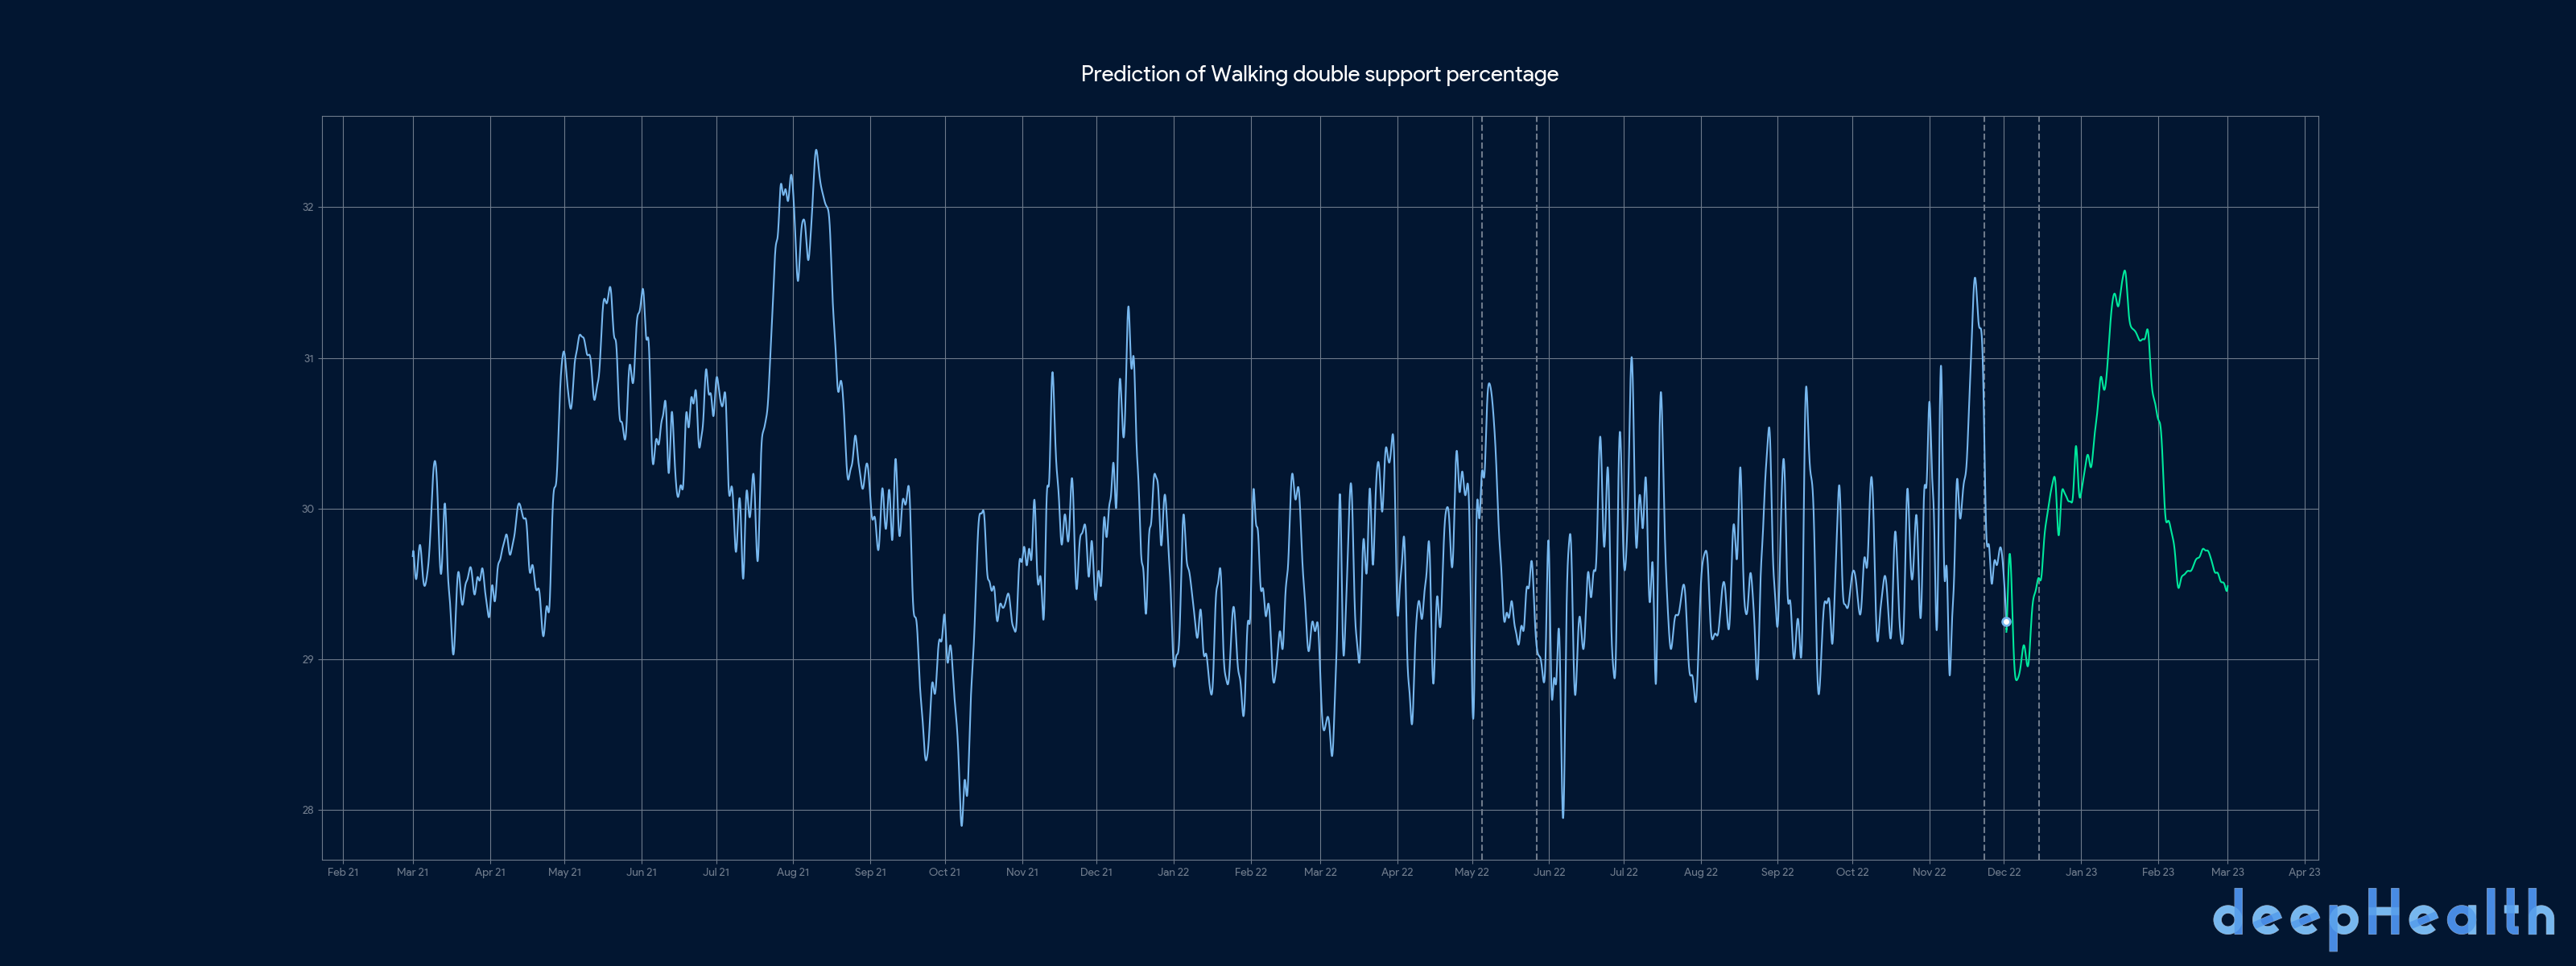 Prediction of Walking double support percentage
32
31
30
29
28
Feb 21 Mar 21 Apr 21 May 21 Jun 21 Jul 21 Aug 21 Sep 21 Oct 21 Nov 21 Dec 21 Jan 22 Feb 22 Mar 22 Apr 22 May 22 Jun 22 Jul 22 Aug 22 Sep 22 Oct 22 Nov 22 Dec 22 Jan 23 Feb 23 Mar 23 Apr 23
deepHealth